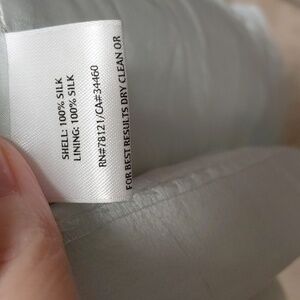 SHELL: 100% SILK
LINING: 100% SILK
RN#78121/CA#34460
FOR BEST RESULTS DRY CLEAN OR